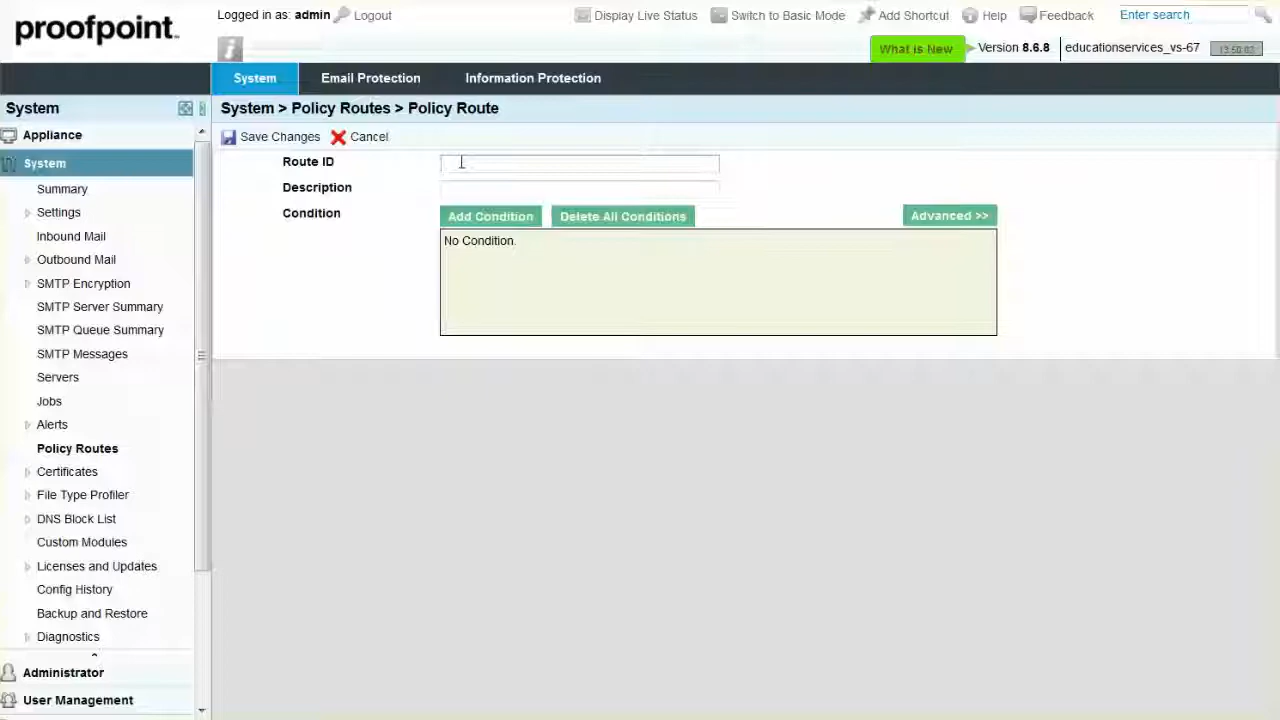 proofpoint.
Logged in as: admin Logout
Display Live Status Switch to Basic Mode Add Shortcut Help Feedback Enter search
What is New Version 8.6.8 educationservices_vs-67 13:50:02
System Email Protection Information Protection
System
System > Policy Routes > Policy Route
Save Changes Cancel
Appliance
System
Summary
Settings
Inbound Mail
Outbound Mail
SMTP Encryption
SMTP Server Summary
SMTP Queue Summary
SMTP Messages
Servers
Jobs
Alerts
Policy Routes
Certificates
File Type Profiler
DNS Block List
Custom Modules
Licenses and Updates
Config History
Backup and Restore
Diagnostics
Administrator
User Management
Route ID
Description
Condition
Add Condition Delete All Conditions Advanced >>
No Condition.